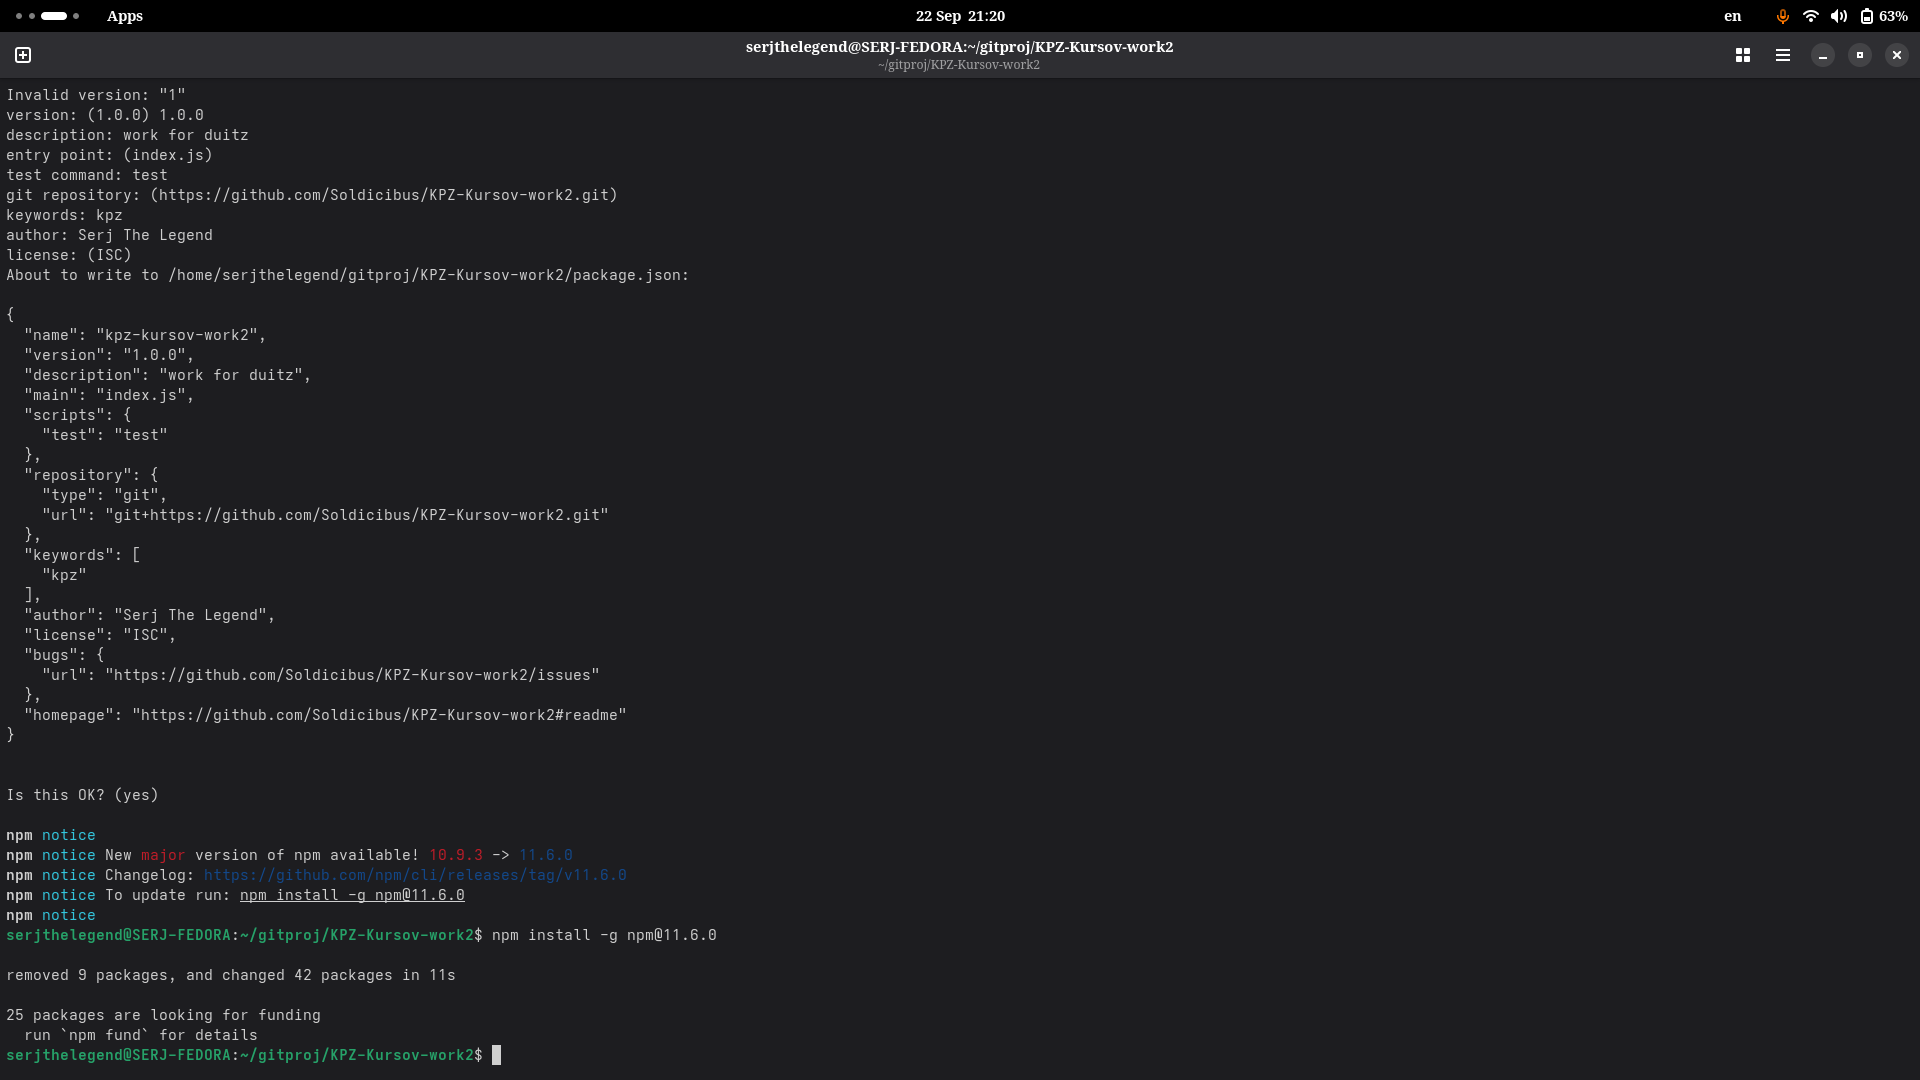 Apps
22 Sep 21:20
en
63%
serjthelegend@SERJ-FEDORA:~/gitproj/KPZ-Kursov-work2
~/gitproj/KPZ-Kursov-work2
Invalid version: "1"
version: (1.0.0) 1.0.0
description: work for duitz
entry point: (index.js)
test command: test
git repository: (https://github.com/Soldicibus/KPZ-Kursov-work2.git)
keywords: kpz
author: Serj The Legend
license: (ISC)
About to write to /home/serjthelegend/gitproj/KPZ-Kursov-work2/package.json:
{
  "name": "kpz-kursov-work2",
  "version": "1.0.0",
  "description": "work for duitz",
  "main": "index.js",
  "scripts": {
    "test": "test"
  },
  "repository": {
    "type": "git",
    "url": "git+https://github.com/Soldicibus/KPZ-Kursov-work2.git"
  },
  "keywords": [
    "kpz"
  ],
  "author": "Serj The Legend",
  "license": "ISC",
  "bugs": {
    "url": "https://github.com/Soldicibus/KPZ-Kursov-work2/issues"
  },
  "homepage": "https://github.com/Soldicibus/KPZ-Kursov-work2#readme"
}
Is this OK? (yes)
npm notice
npm notice New major version of npm available! 10.9.3 -> 11.6.0
npm notice Changelog: https://github.com/npm/cli/releases/tag/v11.6.0
npm notice To update run: npm install -g npm@11.6.0
npm notice
serjthelegend@SERJ-FEDORA:~/gitproj/KPZ-Kursov-work2$ npm install -g npm@11.6.0
removed 9 packages, and changed 42 packages in 11s
25 packages are looking for funding
  run `npm fund` for details
serjthelegend@SERJ-FEDORA:~/gitproj/KPZ-Kursov-work2$